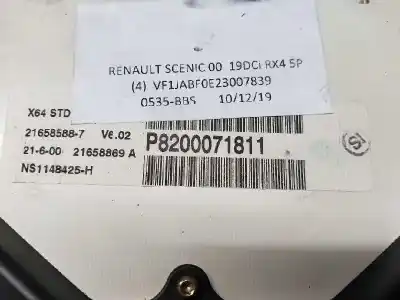 RENAULT SCENIC 00 19DCI RX4 5P
(4) VF1JABF0E23007839
0535-BBS 10/12/19
X64 STD
21658588-7 V6.02
P8200071811
21-6-00 21658869 A
NS1148425-H